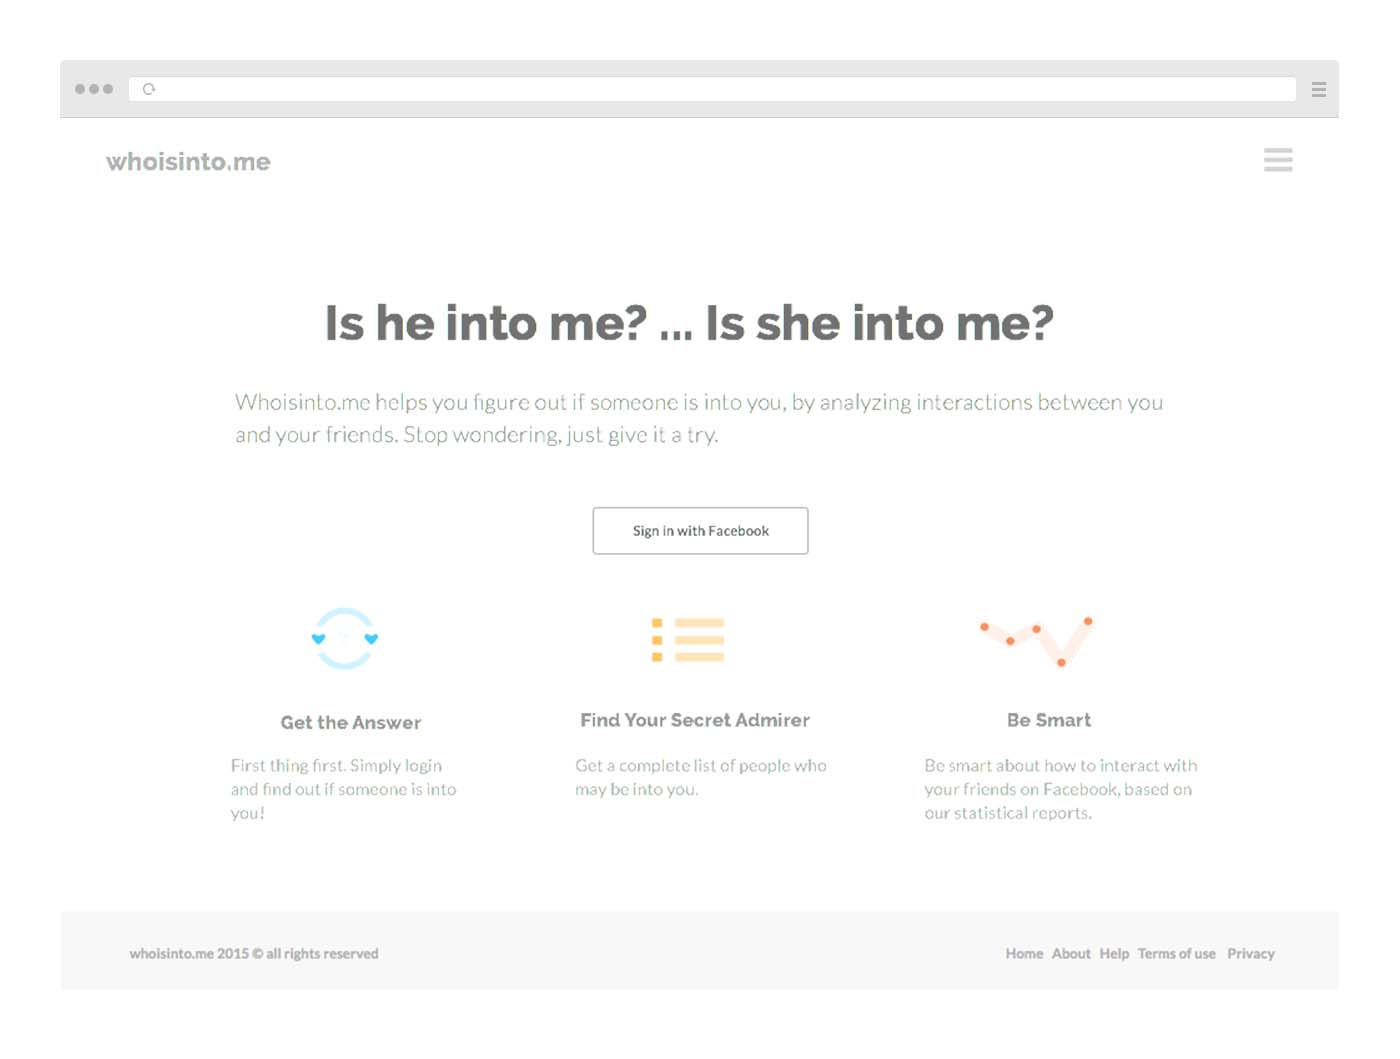 whoisinto.me
Is he into me? ... Is she into me?
Whoisinto.me helps you figure out if someone is into you, by analyzing interactions between you
and your friends. Stop wondering, just give it a try.
Sign in with Facebook
Get the Answer
First thing first. Simply login
and find out if someone is into
you!
Find Your Secret Admirer
Get a complete list of people who
may be into you.
Be Smart
Be smart about how to interact with
your friends on Facebook, based on
our statistical reports.
whoisinto.me 2015 © all rights reserved
Home About Help Terms of use Privacy